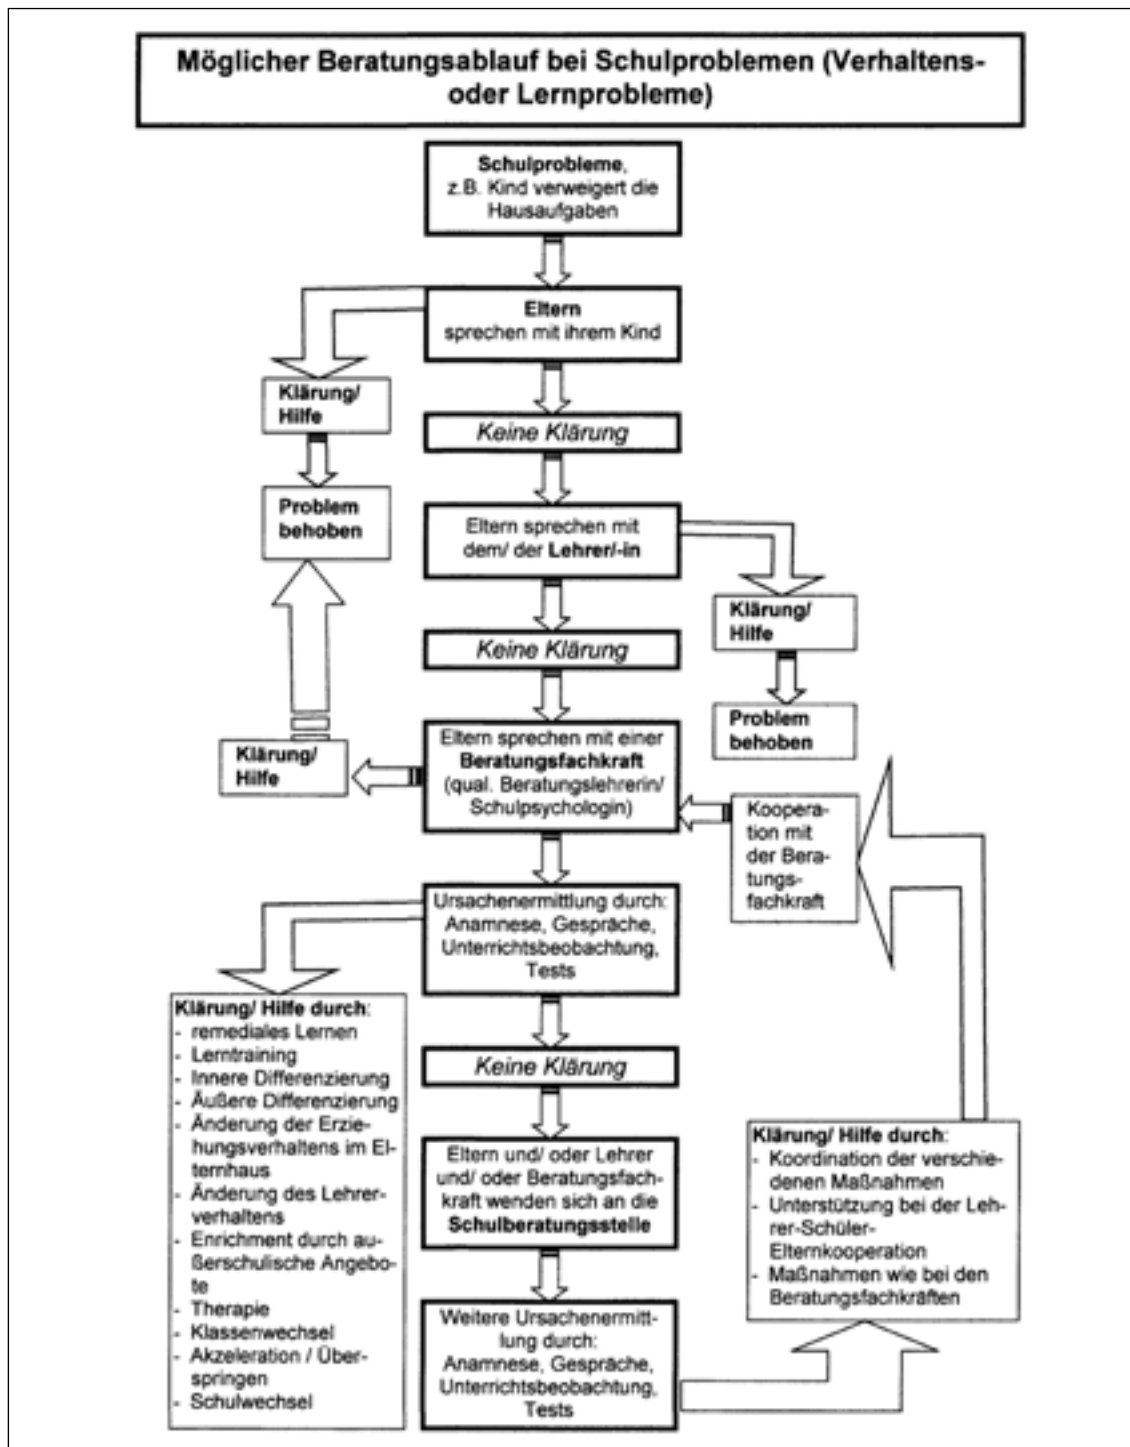 Möglicher Beratungsablauf bei Schulproblemen (Verhaltens-
oder Lernprobleme)
Schulprobleme,
z.B. Kind verweigert die
Hausaufgaben
Eltern
sprechen mit ihrem Kind
Klärung/
Hilfe
Keine Klärung
Problem
behoben
Eltern sprechen mit
dem/ der Lehrer/-in
Klärung/
Hilfe
Keine Klärung
Problem
behoben
Eltern sprechen mit einer
Beratungsfachkraft
(qual. Beratungslehrerin/
Schulpsychologin)
Klärung/
Hilfe
Koopera-
tion mit
der Bera-
tungs-
fachkraft
Ursachenermittlung durch:
Anamnese, Gespräche,
Unterrichtsbeobachtung,
Tests
Klärung/ Hilfe durch:
- remediales Lernen
- Lerntraining
- Innere Differenzierung
- Äußere Differenzierung
- Änderung der Erzie-
hungsverhaltens im El-
ternhaus
- Änderung des Lehrer-
verhaltens
- Enrichment durch au-
ßerschulische Angebo-
te
- Therapie
- Klassenwechsel
- Akzeleration / Über-
springen
- Schulwechsel
Keine Klärung
Eltern und/ oder Lehrer
und/ oder Beratungsfach-
kraft wenden sich an die
Schulberatungsstelle
Weitere Ursachenermitt-
lung durch:
Anamnese, Gespräche,
Unterrichtsbeobachtung,
Tests
Klärung/ Hilfe durch:
- Koordination der verschie-
denen Maßnahmen
- Unterstützung bei der Leh-
rer-Schüler-
Elternkooperation
- Maßnahmen wie bei den
Beratungsfachkräften